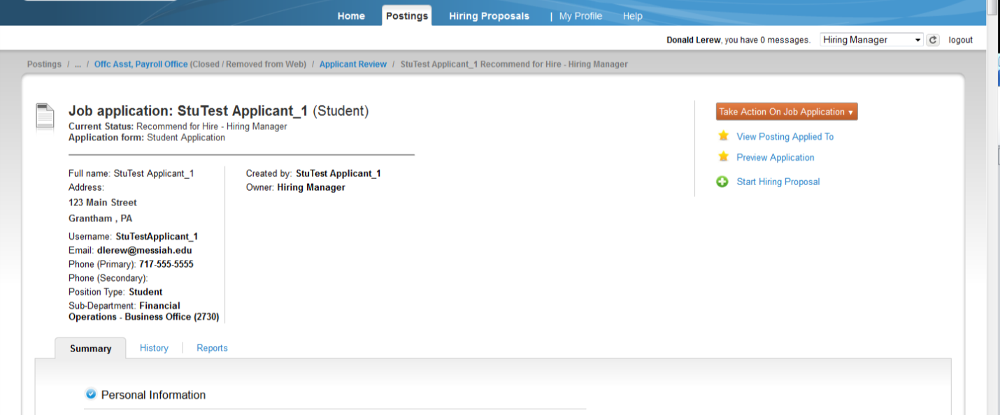 Home Postings Hiring Proposals | My Profile Help
Donald Lerew, you have 0 messages. Hiring Manager logout
Postings / ... / Offc Asst, Payroll Office (Closed / Removed from Web) / Applicant Review / StuTest Applicant_1 Recommend for Hire - Hiring Manager
Job application: StuTest Applicant_1 (Student)
Current Status: Recommend for Hire - Hiring Manager
Application form: Student Application
Full name: StuTest Applicant_1
Address:
123 Main Street
Grantham , PA
Username: StuTestApplicant_1
Email: dlerew@messiah.edu
Phone (Primary): 717-555-5555
Phone (Secondary):
Position Type: Student
Sub-Department: Financial
Operations - Business Office (2730)
Created by: StuTest Applicant_1
Owner: Hiring Manager
Take Action On Job Application
View Posting Applied To
Preview Application
Start Hiring Proposal
Summary History Reports
Personal Information